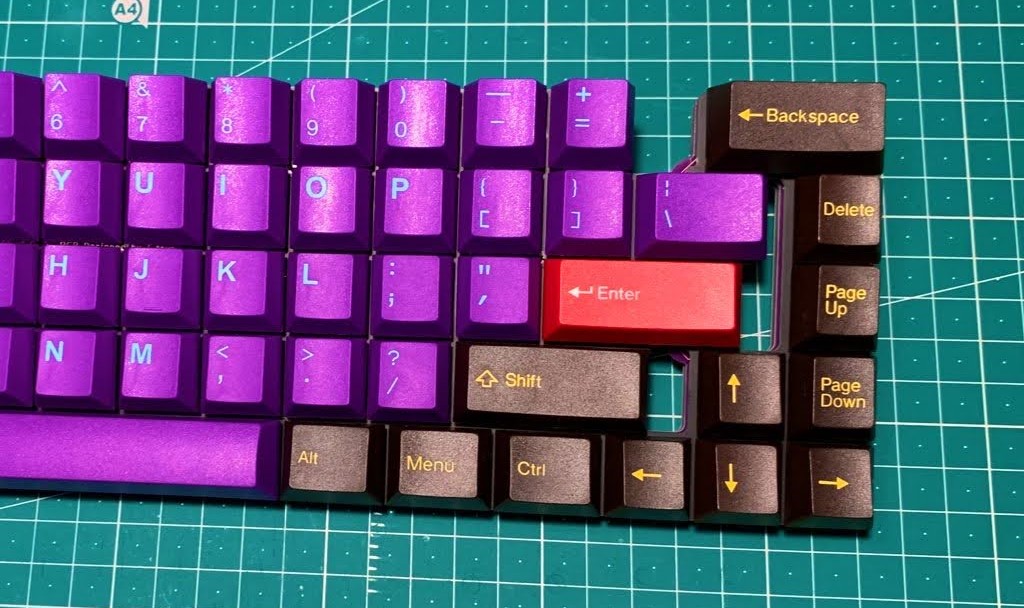 A4
^ & * ( ) — +
6 7 8 9 0 - =
← Backspace
Y U I O P { } ¦
[ ] \
Delete
H J K L : "
; '
↵ Enter
Page
Up
N M < > ?
, . /
⇧ Shift
↑
Page
Down
Alt Menu Ctrl ← ↓ →